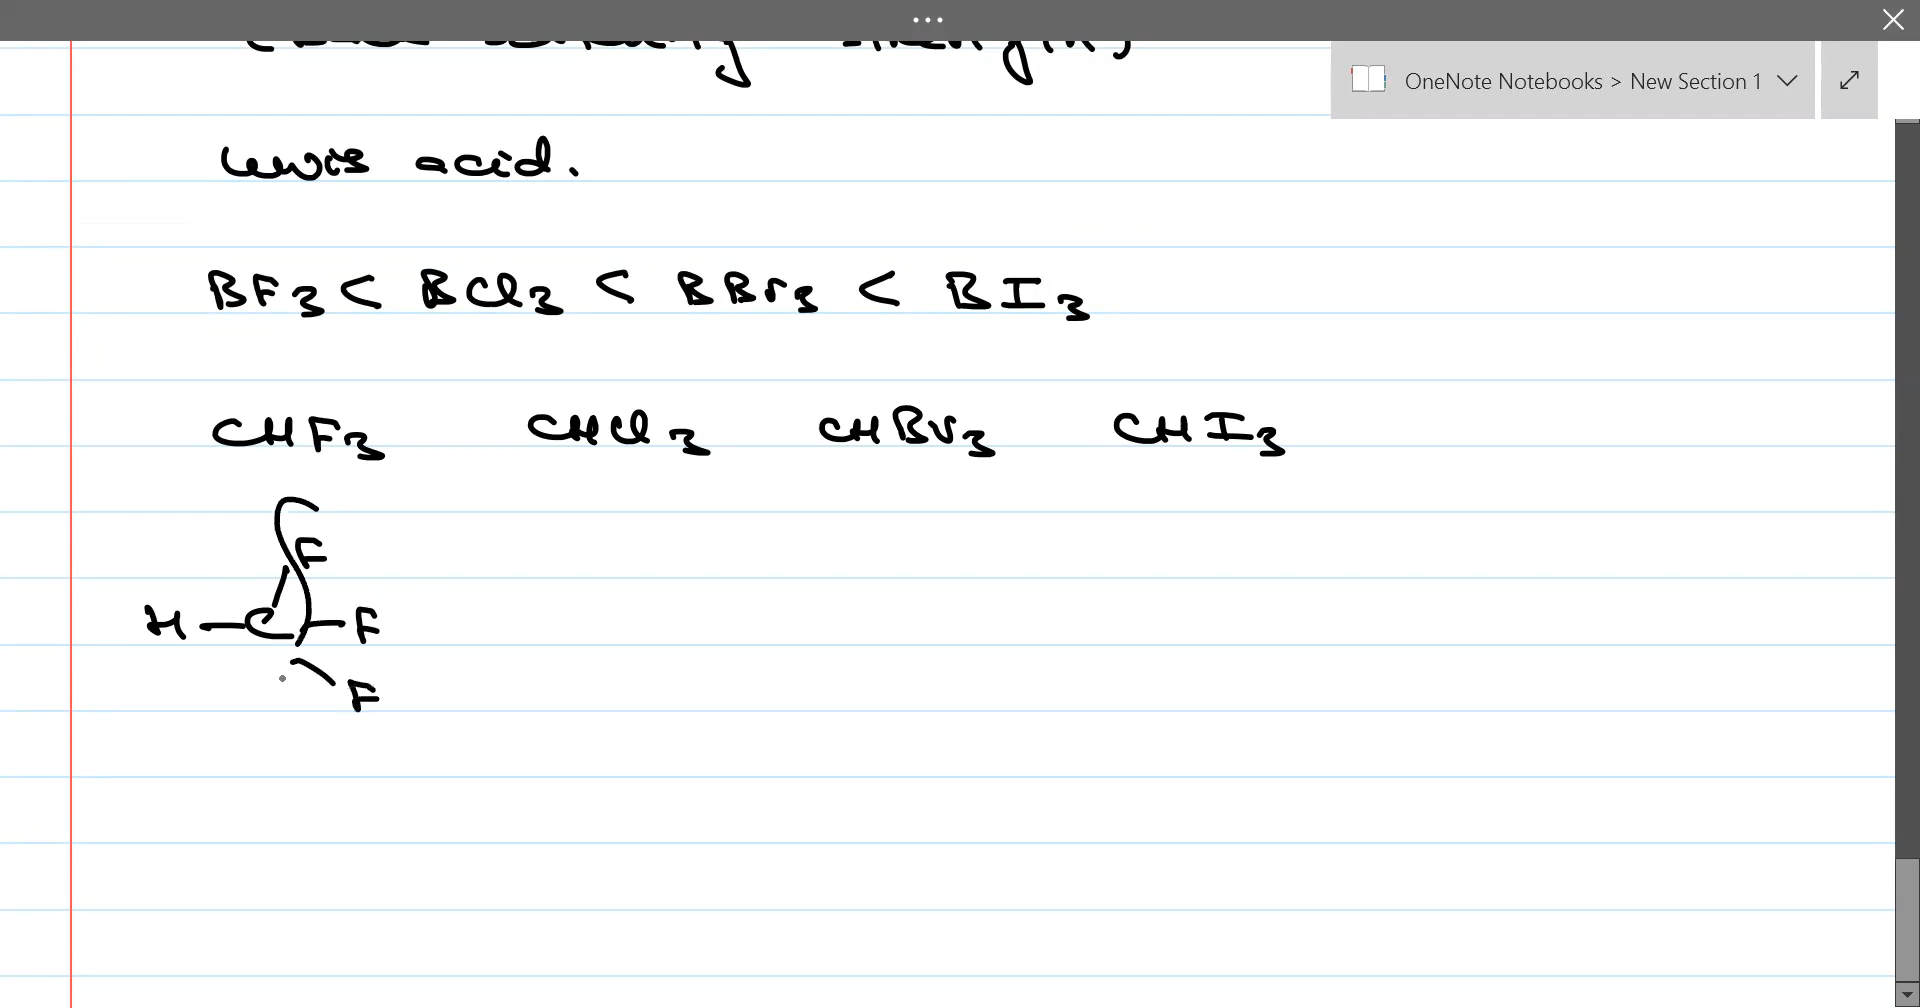 OneNote Notebooks > New Section 1
Lewis acid.
BF3 < BCl3 < BBr3 < BI3
CHF3 CHCl3 CHBr3 CHI3
F
H-C-F
F